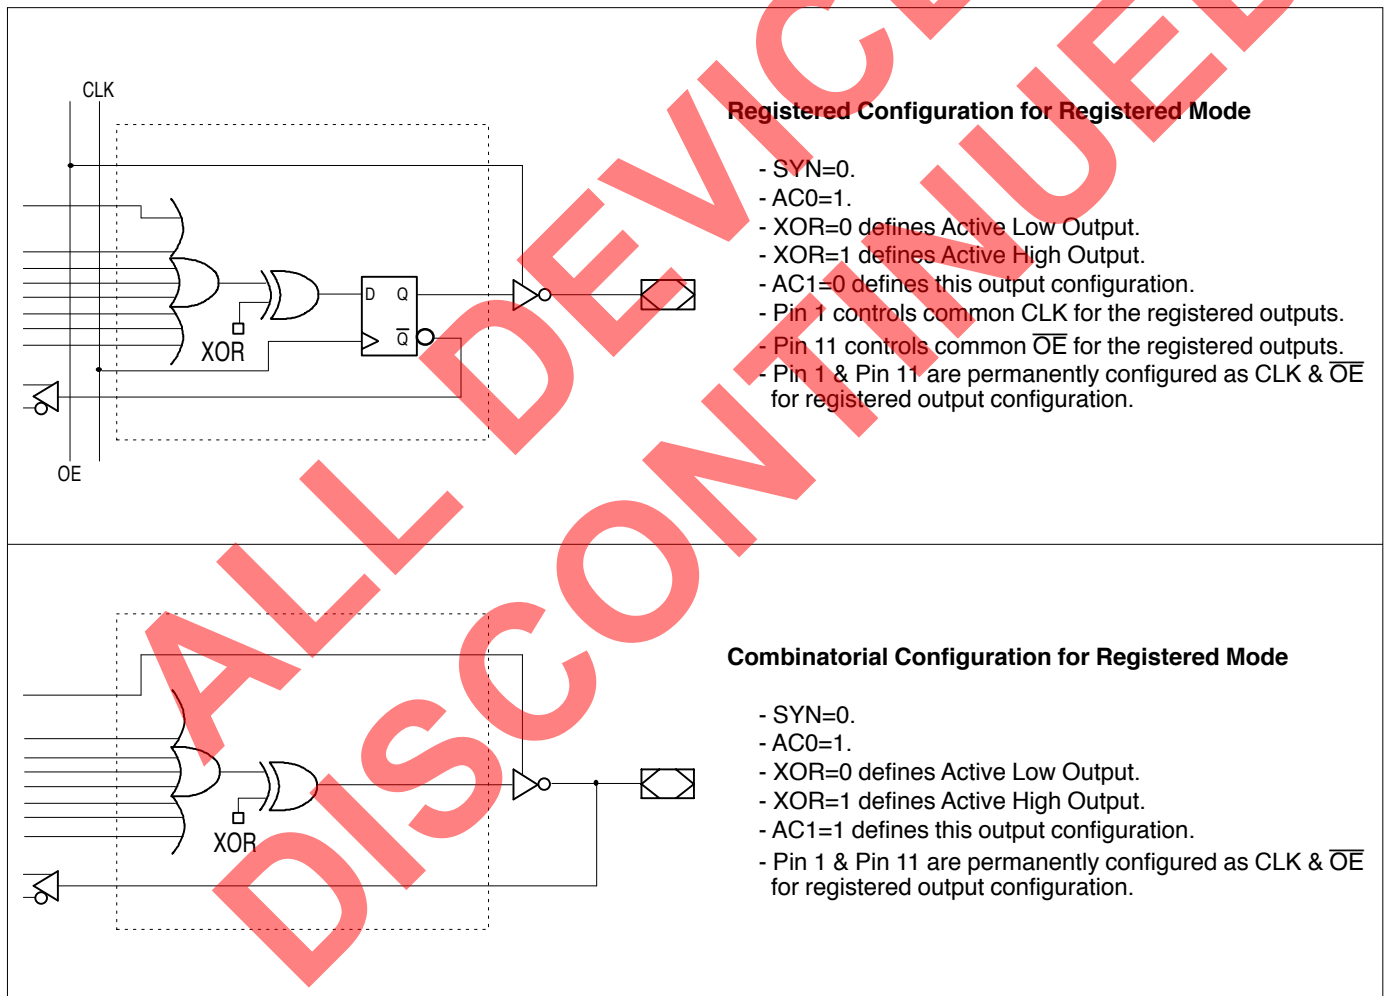 CLK
XOR
D Q
Q̅
OE
Registered Configuration for Registered Mode
- SYN=0.
- AC0=1.
- XOR=0 defines Active Low Output.
- XOR=1 defines Active High Output.
- AC1=0 defines this output configuration.
- Pin 1 controls common CLK for the registered outputs.
- Pin 11 controls common O̅E̅ for the registered outputs.
- Pin 1 & Pin 11 are permanently configured as CLK & O̅E̅
for registered output configuration.
XOR
Combinatorial Configuration for Registered Mode
- SYN=0.
- AC0=1.
- XOR=0 defines Active Low Output.
- XOR=1 defines Active High Output.
- AC1=1 defines this output configuration.
- Pin 1 & Pin 11 are permanently configured as CLK & O̅E̅
for registered output configuration.
ALL DEVIC
DISCONTINUED